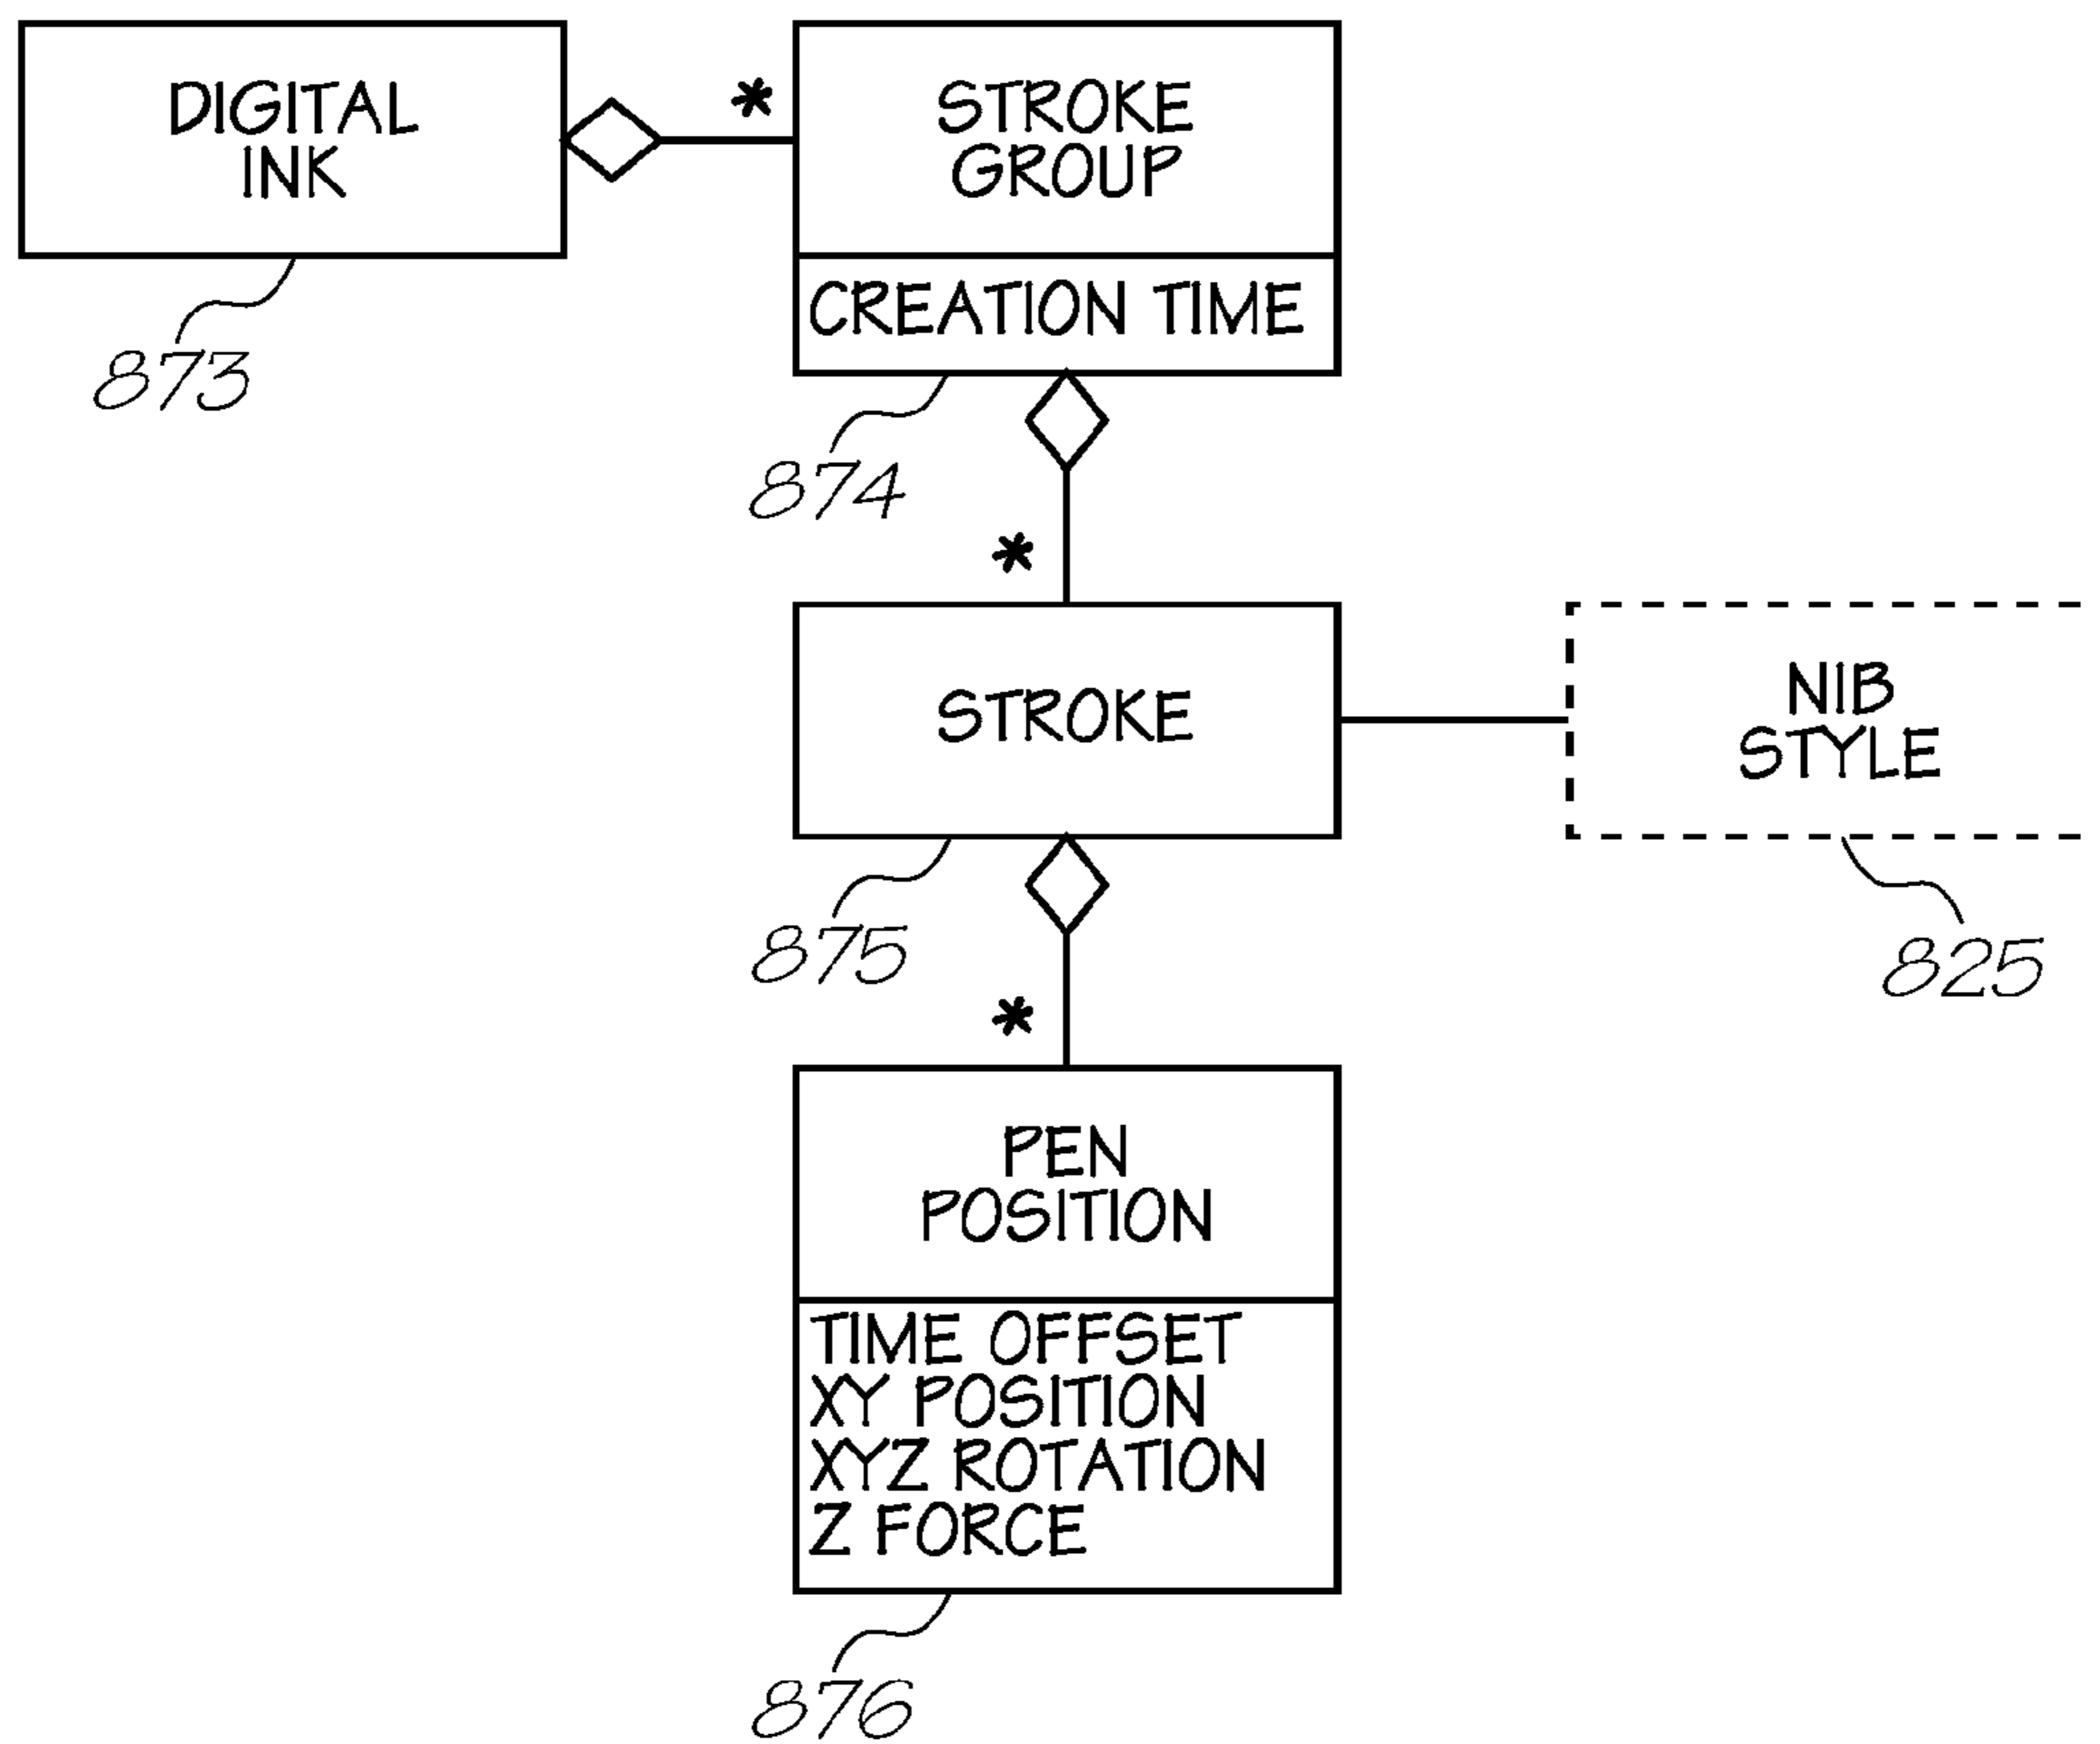 DIGITAL
INK
*
STROKE
GROUP
CREATION TIME
873
874
*
STROKE
NIB
STYLE
875
825
*
PEN
POSITION
TIME OFFSET
XY POSITION
XYZ ROTATION
Z FORCE
876